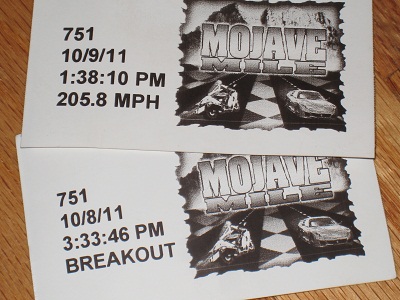 751
10/9/11
1:38:10 PM
205.8 MPH
MOJAVE
MILE
751
10/8/11
3:33:46 PM
BREAKOUT
MOJAVE
MILE